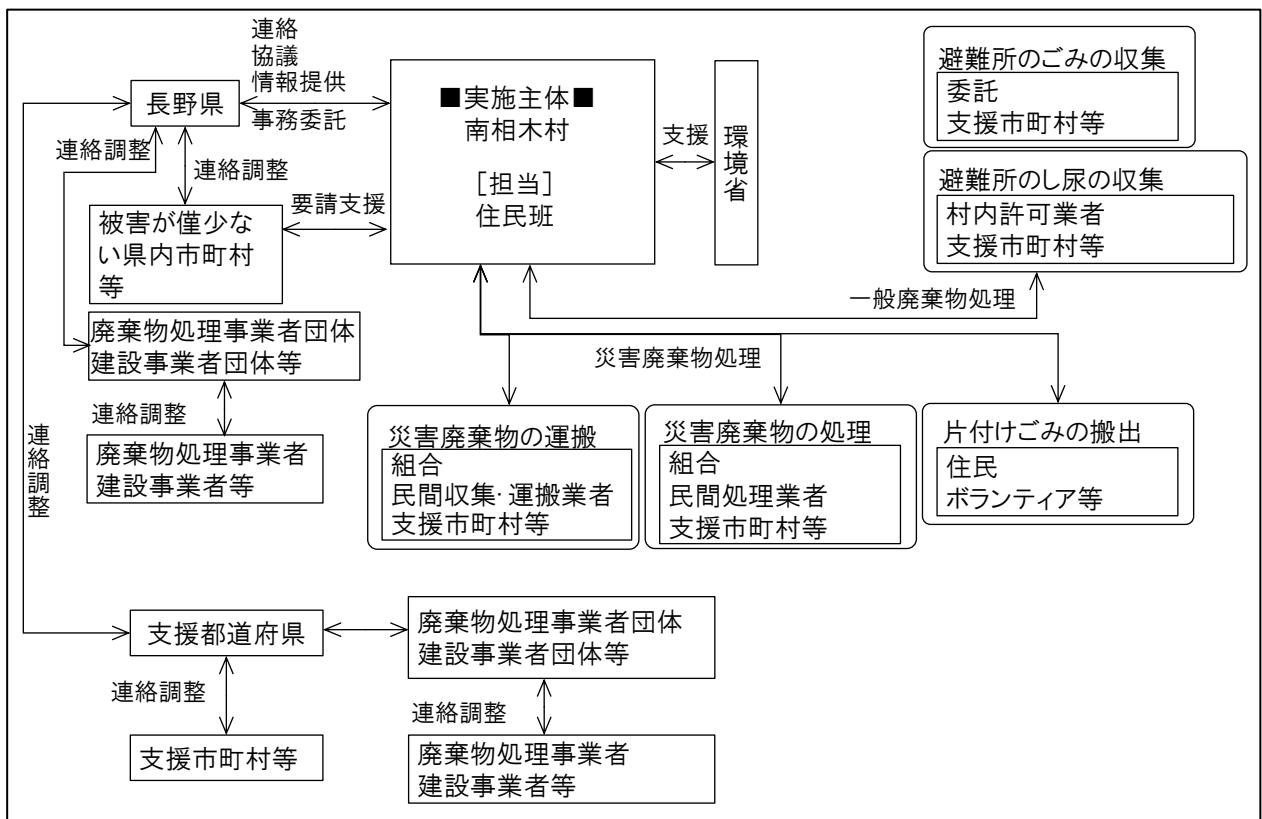 連絡
協議
情報提供
事務委託
長野県
連絡調整
連絡調整
■実施主体■
南相木村
[担当]
住民班
支援
環境省
避難所のごみの収集
委託
支援市町村等
避難所のし尿の収集
村内許可業者
支援市町村等
要請支援
被害が僅少ない県内市町村等
一般廃棄物処理
廃棄物処理事業者団体
建設事業者団体等
災害廃棄物処理
連絡調整
廃棄物処理事業者
建設事業者等
連絡調整
災害廃棄物の運搬
組合
民間収集・運搬業者
支援市町村等
災害廃棄物の処理
組合
民間処理業者
支援市町村等
片付けごみの搬出
住民
ボランティア等
支援都道府県
廃棄物処理事業者団体
建設事業者団体等
連絡調整
連絡調整
支援市町村等
廃棄物処理事業者
建設事業者等